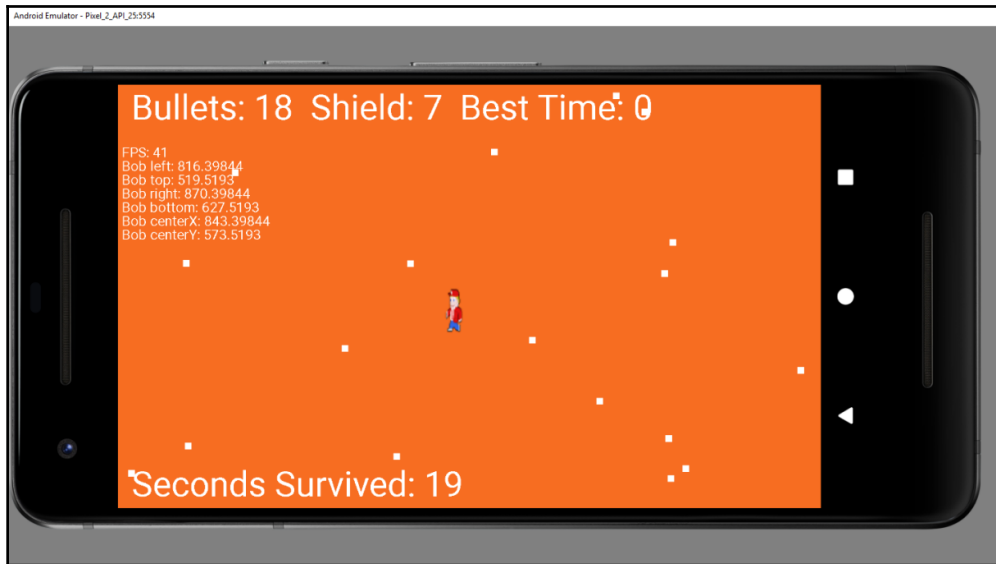 Android Emulator - Pixel_2_API_25:5554
Bullets: 18 Shield: 7 Best Time: 0
FPS: 41
Bob left: 816.39844
Bob top: 519.5193
Bob right: 870.39844
Bob bottom: 627.5193
Bob centerX: 843.39844
Bob centerY: 573.5193
Seconds Survived: 19